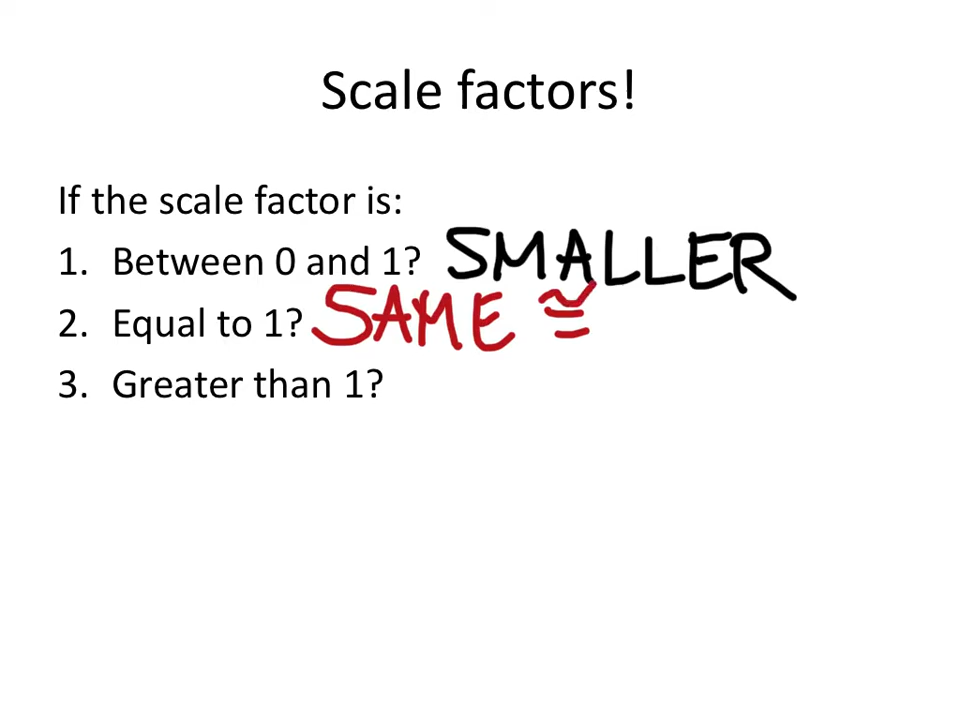 Scale factors!
If the scale factor is:
1. Between 0 and 1? SMALLER
2. Equal to 1? SAME ≅
3. Greater than 1?